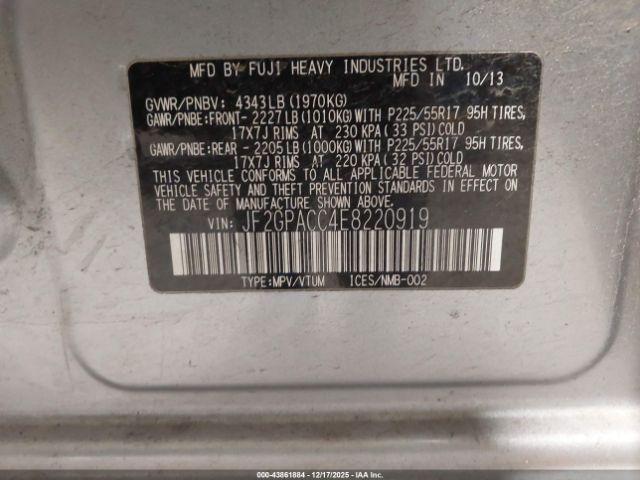 MFD BY FUJI HEAVY INDUSTRIES LTD.
MFD IN 10/13
GVWR/PNBV: 4343LB(1970KG)
GAWR/PNBE:FRONT- 2227LB(1010KG)WITH P225/55R17 95H TIRES,
17X7J RIMS AT 230 KPA(33 PSI)COLD
GAWR/PNBE:REAR - 2205LB(1000KG)WITH P225/55R17 95H TIRES,
17X7J RIMS AT 220 KPA(32 PSI)COLD
THIS VEHICLE CONFORMS TO ALL APPLICABLE FEDERAL MOTOR
VEHICLE SAFETY AND THEFT PREVENTION STANDARDS IN EFFECT ON
THE DATE OF MANUFACTURE SHOWN ABOVE.
VIN: JF2GPACC4E8220919
TYPE:MPV/VTUM ICES/NMB-002
000-43861884 | 12/17/2025 - IAA Inc.